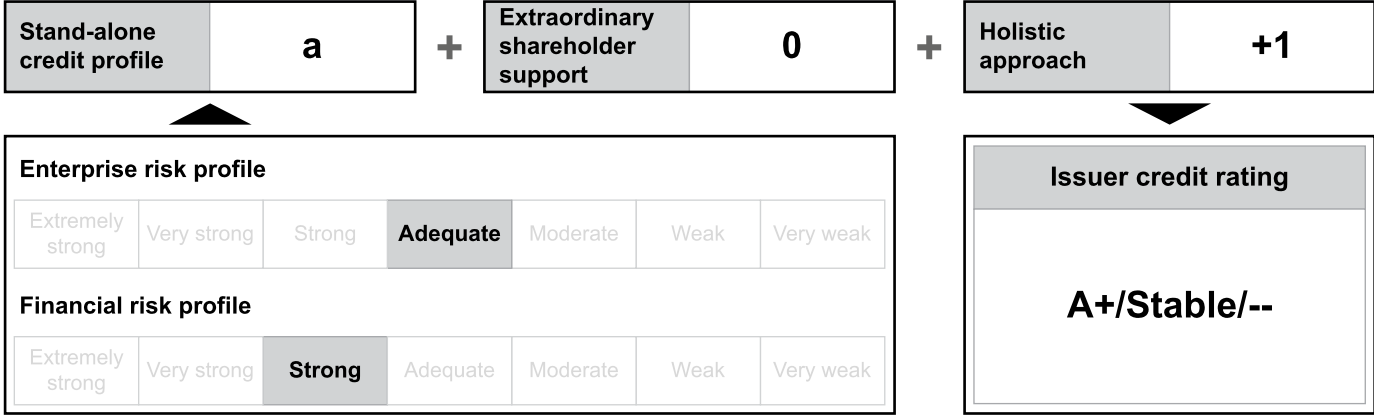 Stand-alone
credit profile
a
+
Extraordinary
shareholder
support
0
+
Holistic
approach
+1
Enterprise risk profile
Extremely
strong
Very strong
Strong
Adequate
Moderate
Weak
Very weak
Financial risk profile
Extremely
strong
Very strong
Strong
Adequate
Moderate
Weak
Very weak
Issuer credit rating
A+/Stable/--